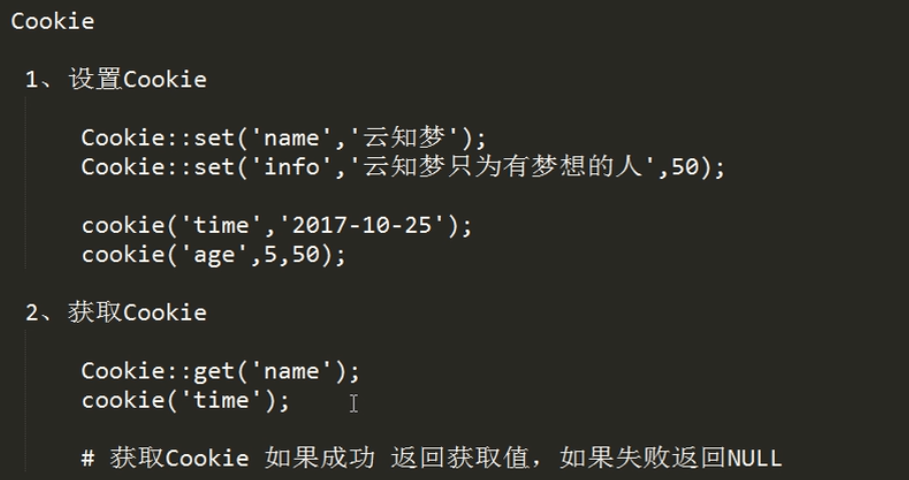 Cookie
1、设置Cookie
Cookie::set('name','云知梦');
Cookie::set('info','云知梦只为有梦想的人',50);
cookie('time','2017-10-25');
cookie('age',5,50);
2、获取Cookie
Cookie::get('name');
cookie('time');
# 获取Cookie 如果成功 返回获取值，如果失败返回NULL